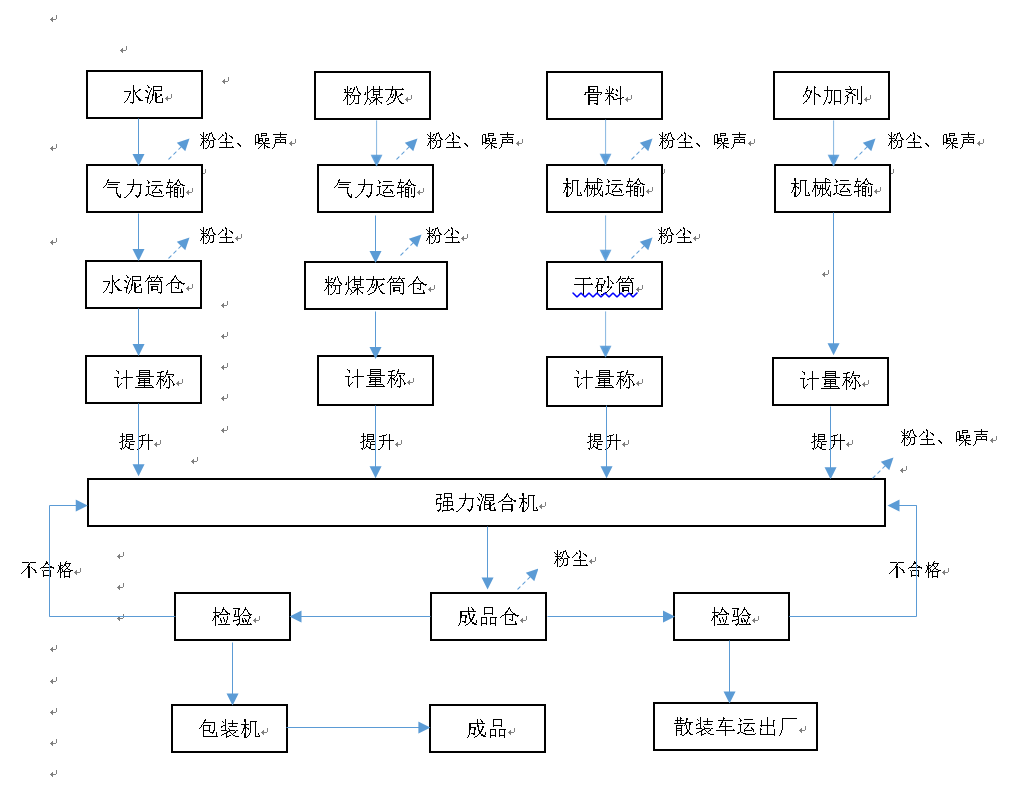 水泥
粉煤灰
骨料
外加剂
粉尘、噪声
粉尘、噪声
粉尘、噪声
粉尘、噪声
气力运输
气力运输
机械运输
机械运输
粉尘
粉尘
粉尘
水泥筒仓
粉煤灰筒仓
干砂筒
计量称
计量称
计量称
计量称
提升
提升
提升
提升
粉尘、噪声
强力混合机
粉尘
不合格
不合格
检验
成品仓
检验
包装机
成品
散装车运出厂